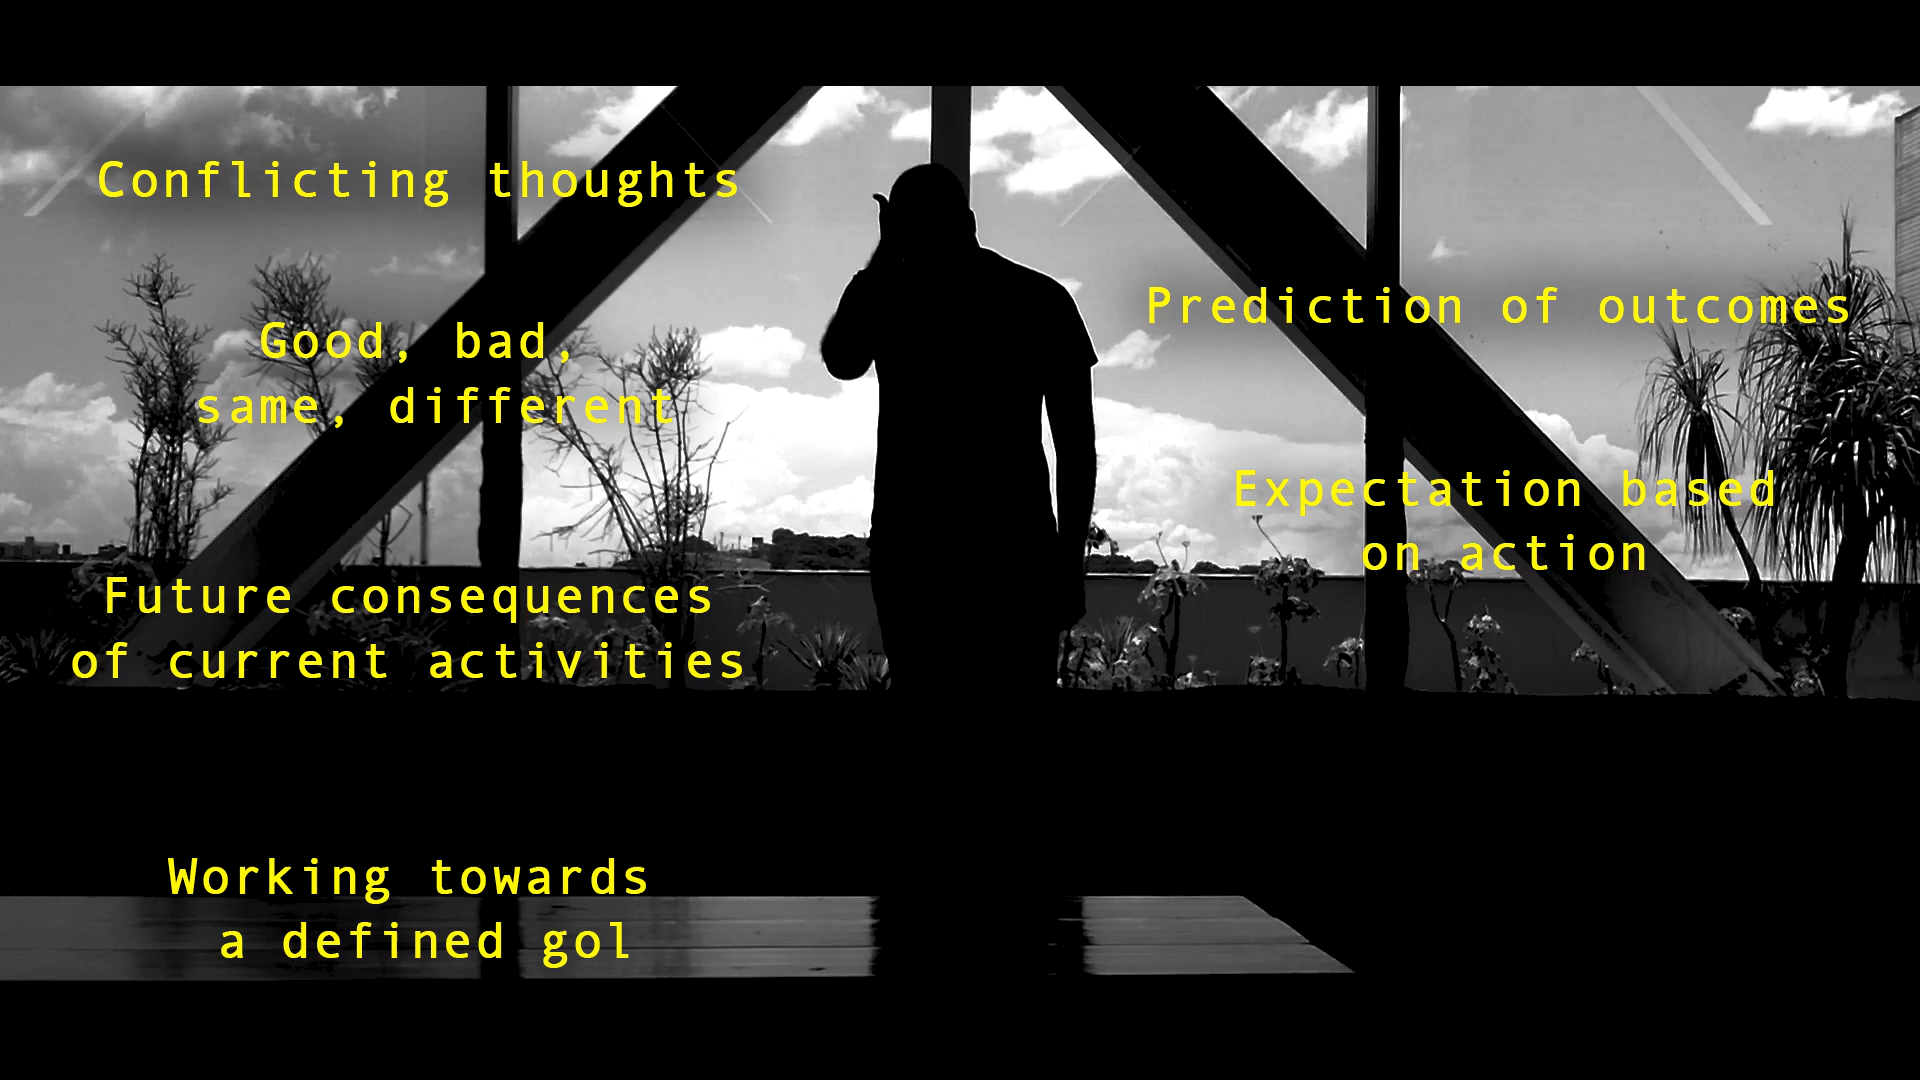 Conflicting thoughts
Good, bad,
same, different
Future consequences
of current activities
Working towards
a defined gol
Prediction of outcomes
Expectation based
on action